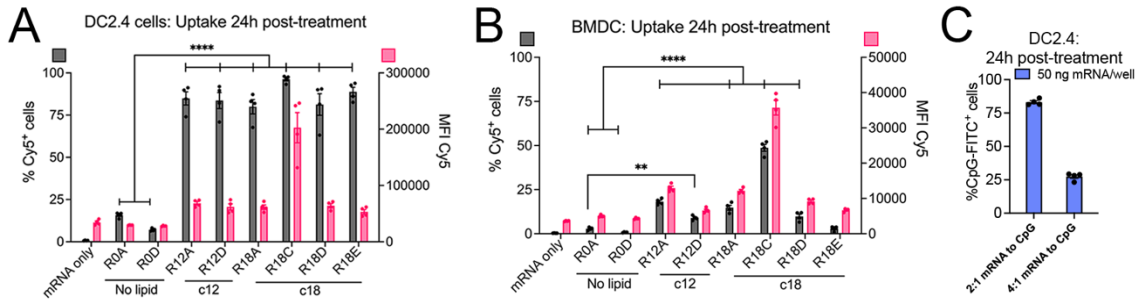 A
DC2.4 cells: Uptake 24h post-treatment
% Cy5+ cells
100
75
50
25
0
****
300000
200000
100000
0
MFI Cy5
mRNA only
R0A
R0D
R12A
R12D
R18A
R18C
R18D
R18E
No lipid
c12
c18
B
BMDC: Uptake 24h post-treatment
% Cy5+ cells
100
75
50
25
0
****
**
50000
40000
30000
20000
10000
0
MFI Cy5
mRNA only
R0A
R0D
R12A
R12D
R18A
R18C
R18D
R18E
No lipid
c12
c18
C
DC2.4:
24h post-treatment
50 ng mRNA/well
%CpG-FITC+ cells
100
75
50
25
0
2:1 mRNA to CpG
4:1 mRNA to CpG